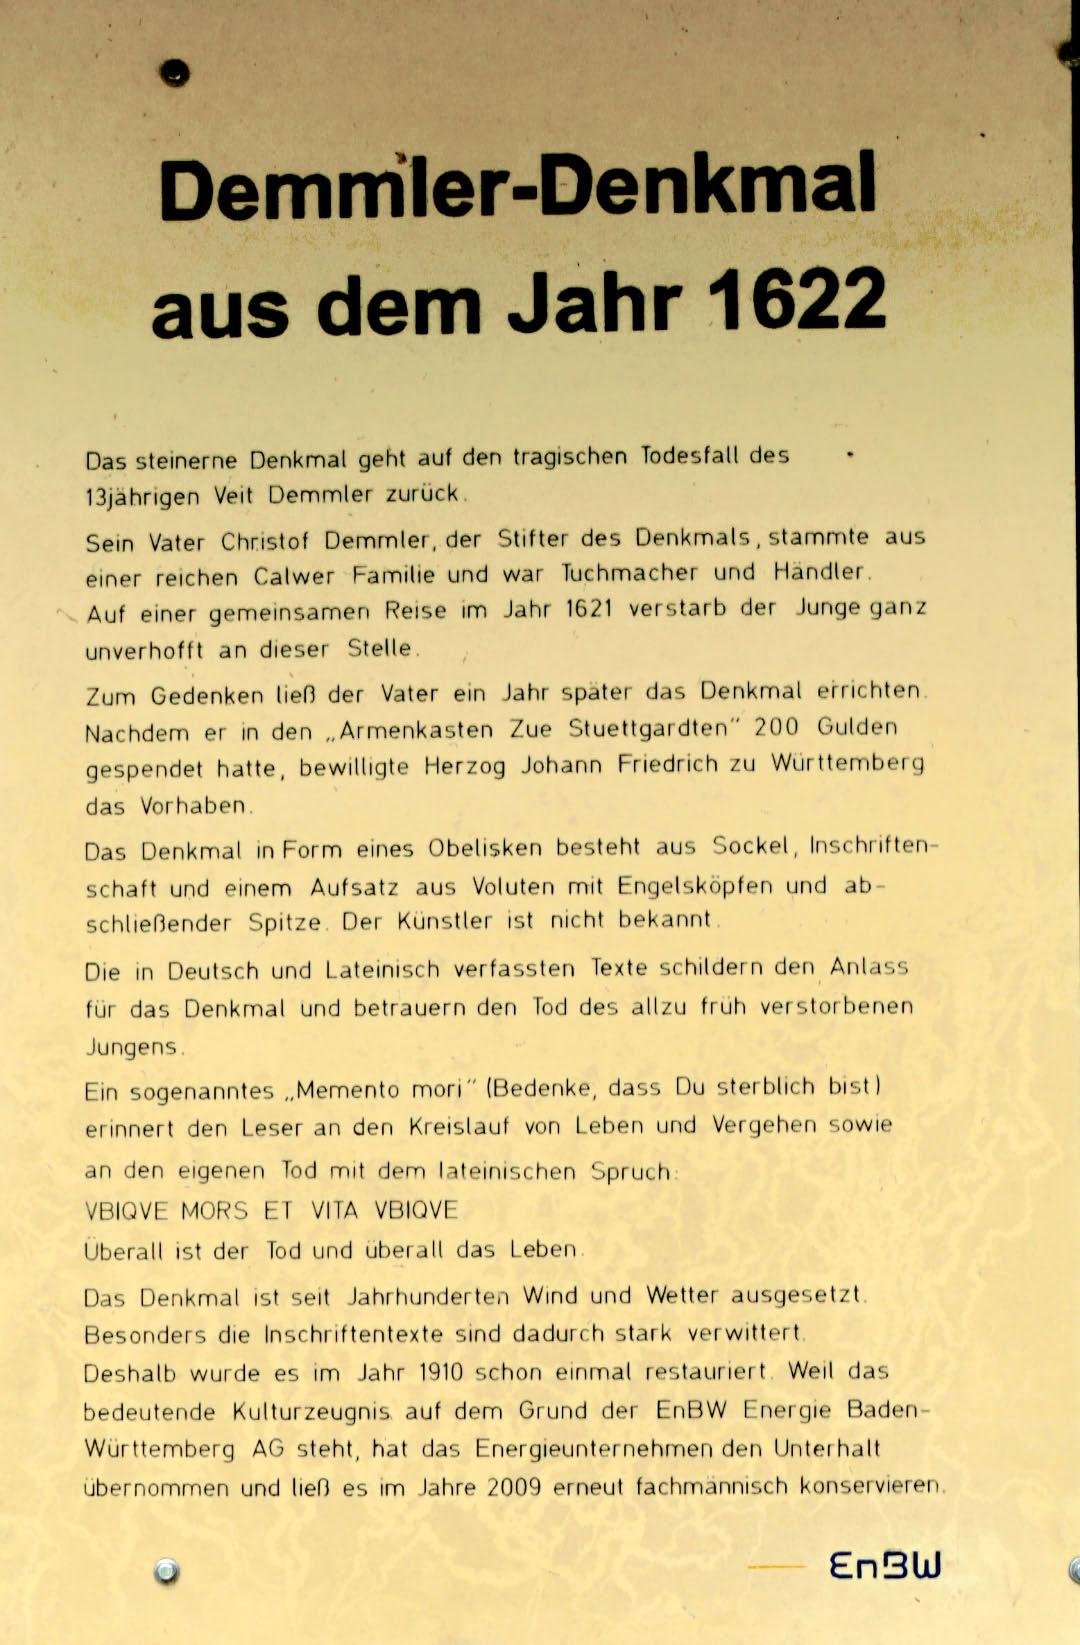 Demmler-Denkmal
aus dem Jahr 1622
Das steinerne Denkmal geht auf den tragischen Todesfall des
13jährigen Veit Demmler zurück.
Sein Vater Christof Demmler, der Stifter des Denkmals, stammte aus
einer reichen Calwer Familie und war Tuchmacher und Händler.
Auf einer gemeinsamen Reise im Jahr 1621 verstarb der Junge ganz
unverhofft an dieser Stelle.
Zum Gedenken ließ der Vater ein Jahr später das Denkmal errichten.
Nachdem er in den „Armenkasten Zue Stuettgardten" 200 Gulden
gespendet hatte, bewilligte Herzog Johann Friedrich zu Württemberg
das Vorhaben.
Das Denkmal in Form eines Obelisken besteht aus Sockel, Inschriften-
schaft und einem Aufsatz aus Voluten mit Engelsköpfen und ab-
schließender Spitze. Der Künstler ist nicht bekannt.
Die in Deutsch und Lateinisch verfassten Texte schildern den Anlass
für das Denkmal und betrauern den Tod des allzu früh verstorbenen
Jungens.
Ein sogenanntes „Memento mori" (Bedenke, dass Du sterblich bist)
erinnert den Leser an den Kreislauf von Leben und Vergehen sowie
an den eigenen Tod mit dem lateinischen Spruch:
VBIQVE MORS ET VITA VBIQVE
Überall ist der Tod und überall das Leben.
Das Denkmal ist seit Jahrhunderten Wind und Wetter ausgesetzt.
Besonders die Inschriftentexte sind dadurch stark verwittert.
Deshalb wurde es im Jahr 1910 schon einmal restauriert. Weil das
bedeutende Kulturzeugnis auf dem Grund der EnBW Energie Baden-
Württemberg AG steht, hat das Energieunternehmen den Unterhalt
übernommen und ließ es im Jahre 2009 erneut fachmännisch konservieren.
EnBW